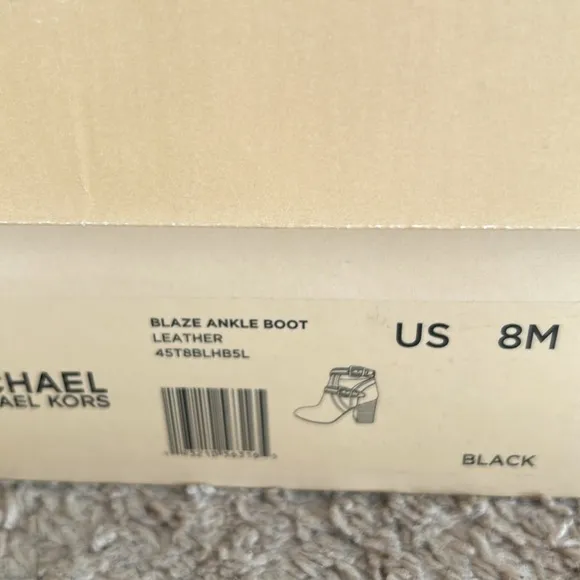 BLAZE ANKLE BOOT
LEATHER
45T8BLHB5L
US 8M
CHAEL
AEL KORS
BLACK